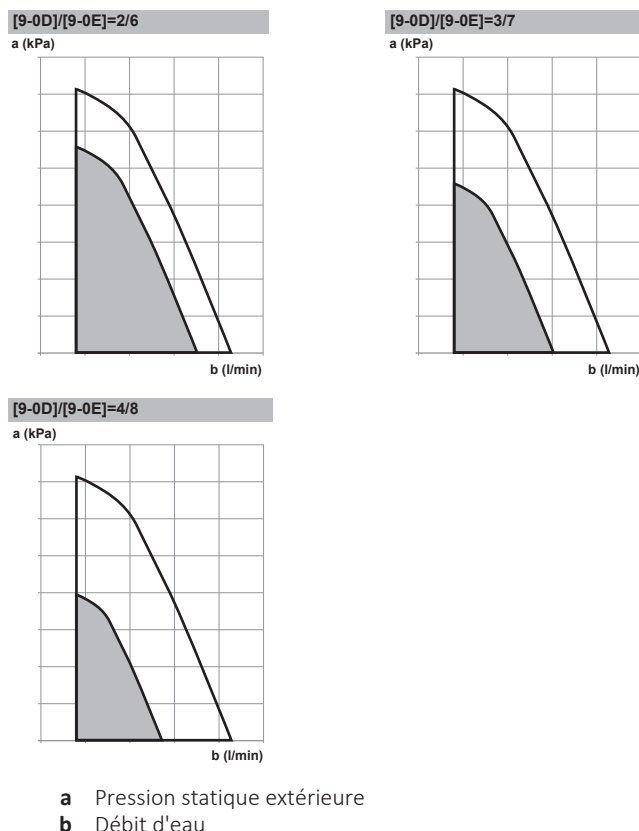 [9-0D]/[9-0E]=2/6
a (kPa)
b (l/min)
[9-0D]/[9-0E]=3/7
a (kPa)
b (l/min)
[9-0D]/[9-0E]=4/8
a (kPa)
b (l/min)
a Pression statique extérieure
b Débit d'eau